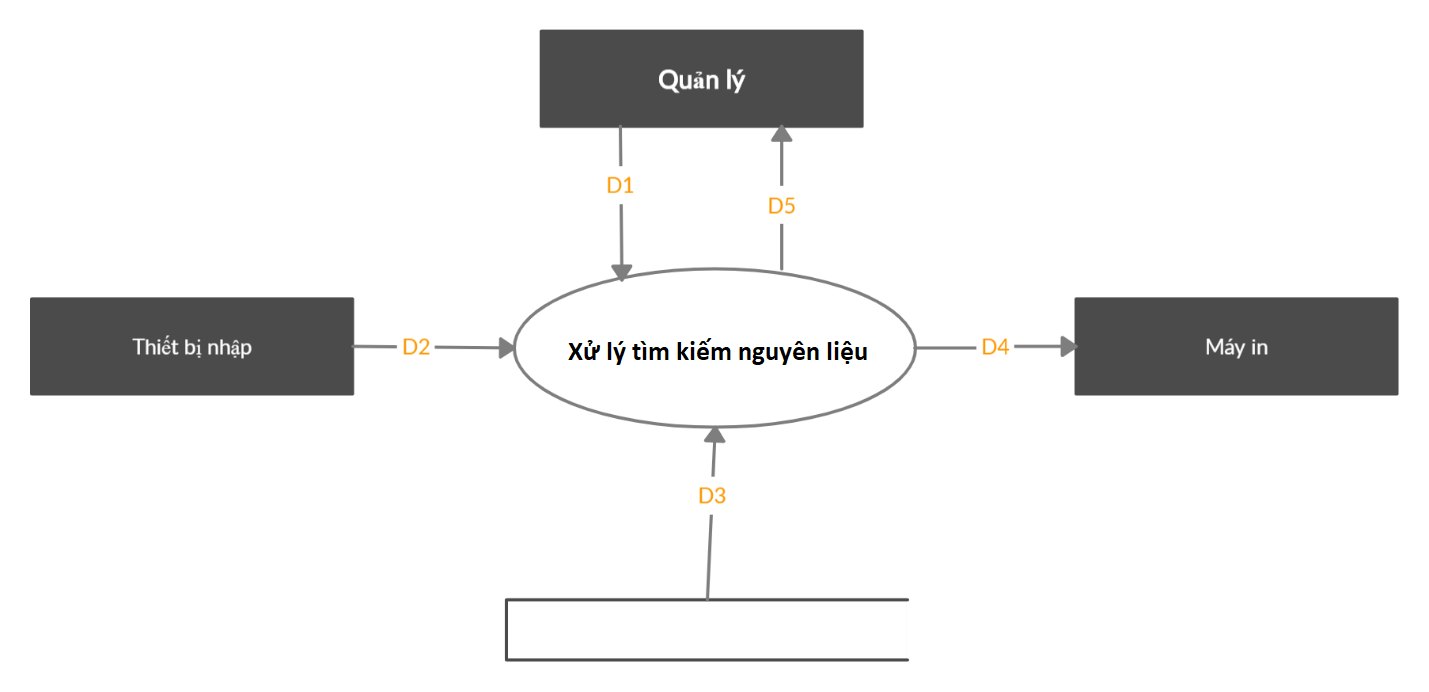 Quản lý
D1
D5
Thiết bị nhập
D2
Xử lý tìm kiếm nguyên liệu
D4
Máy in
D3